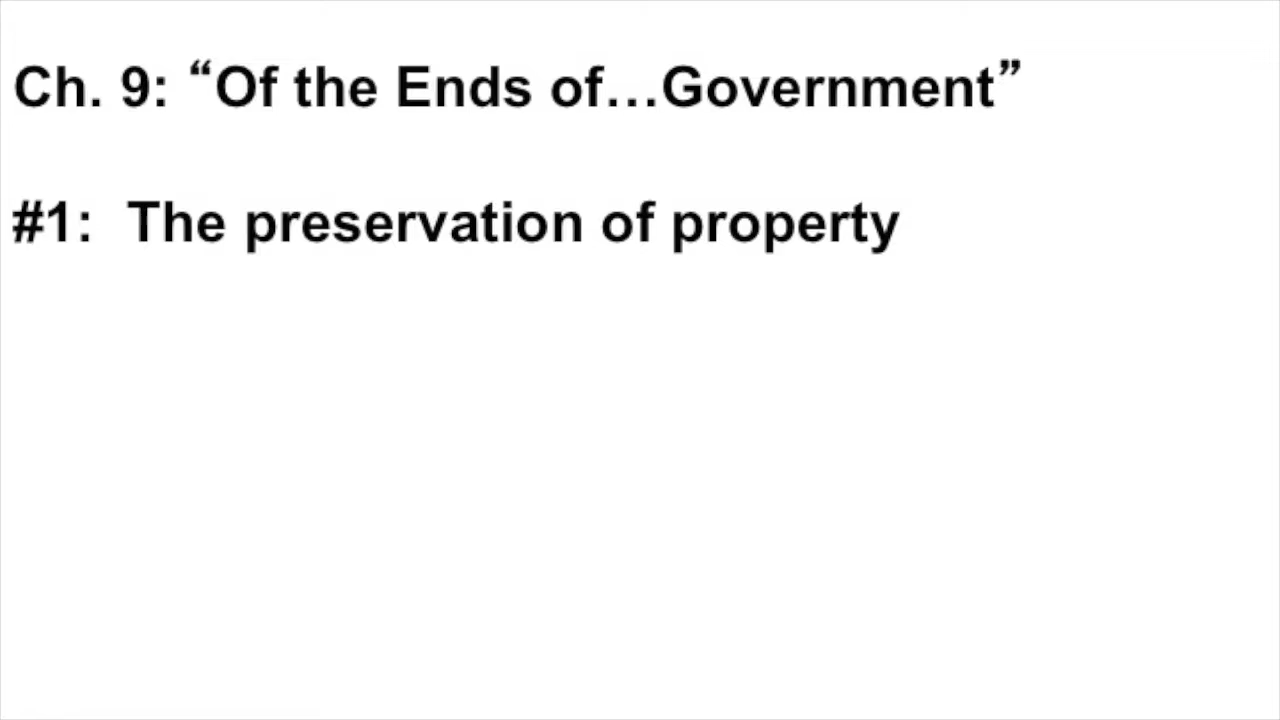 Ch. 9: “Of the Ends of…Government”
#1:  The preservation of property